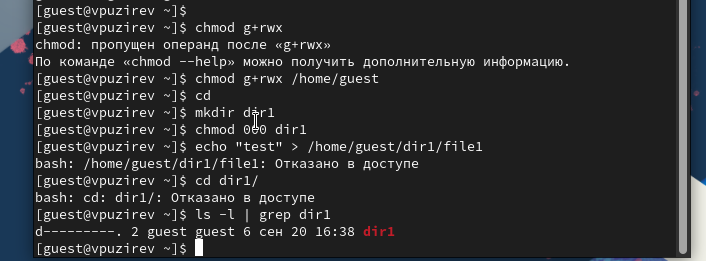 [guest@vpuzirev ~]$
[guest@vpuzirev ~]$ chmod g+rwx
chmod: пропущен операнд после «g+rwx»
По команде «chmod --help» можно получить дополнительную информацию.
[guest@vpuzirev ~]$ chmod g+rwx /home/guest
[guest@vpuzirev ~]$ cd
[guest@vpuzirev ~]$ mkdir dir1
[guest@vpuzirev ~]$ chmod 000 dir1
[guest@vpuzirev ~]$ echo "test" > /home/guest/dir1/file1
bash: /home/guest/dir1/file1: Отказано в доступе
[guest@vpuzirev ~]$ cd dir1/
bash: cd: dir1/: Отказано в доступе
[guest@vpuzirev ~]$ ls -l | grep dir1
d---------. 2 guest guest 6 сен 20 16:38 dir1
[guest@vpuzirev ~]$